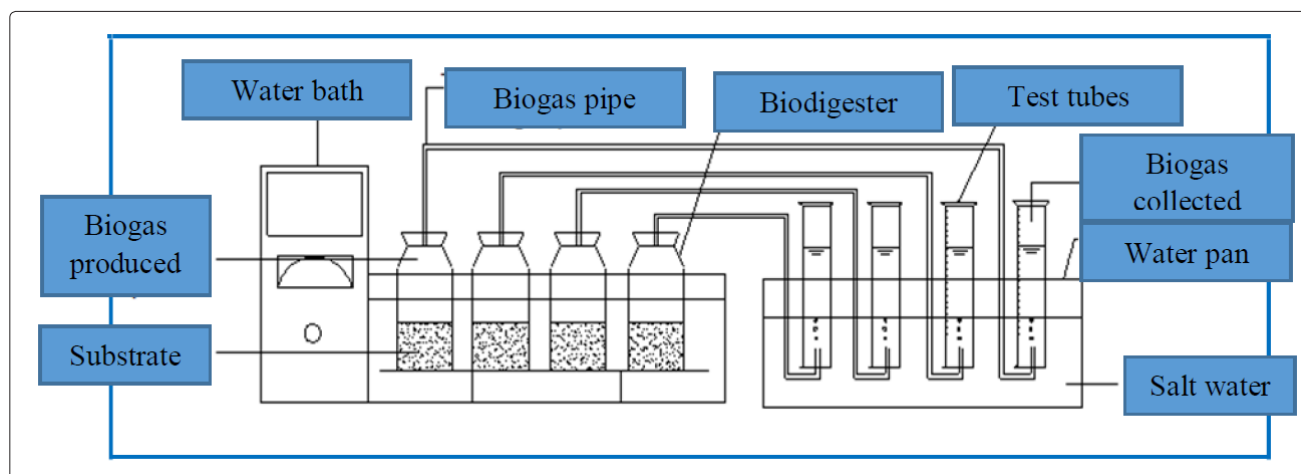 Water bath
Biogas pipe
Biodigester
Test tubes
Biogas
collected
Biogas
produced
Water pan
Substrate
Salt water